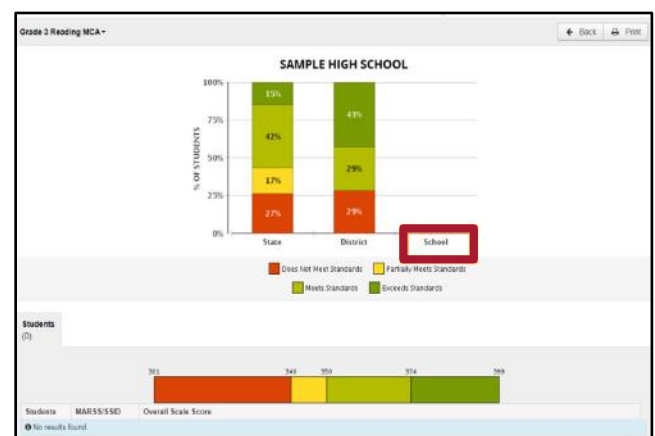 Grade 3 Reading MCA
Back Print
SAMPLE HIGH SCHOOL
100%
15%
43%
75%
42%
% OF STUDENTS
50%
29%
17%
25%
27%
29%
0%
State District School
Does Not Meet Standards Partially Meets Standards
Meets Standards Exceeds Standards
Students
(0)
301 350 374 399
Students MARSS/SSID Overall Scale Score
No results found.